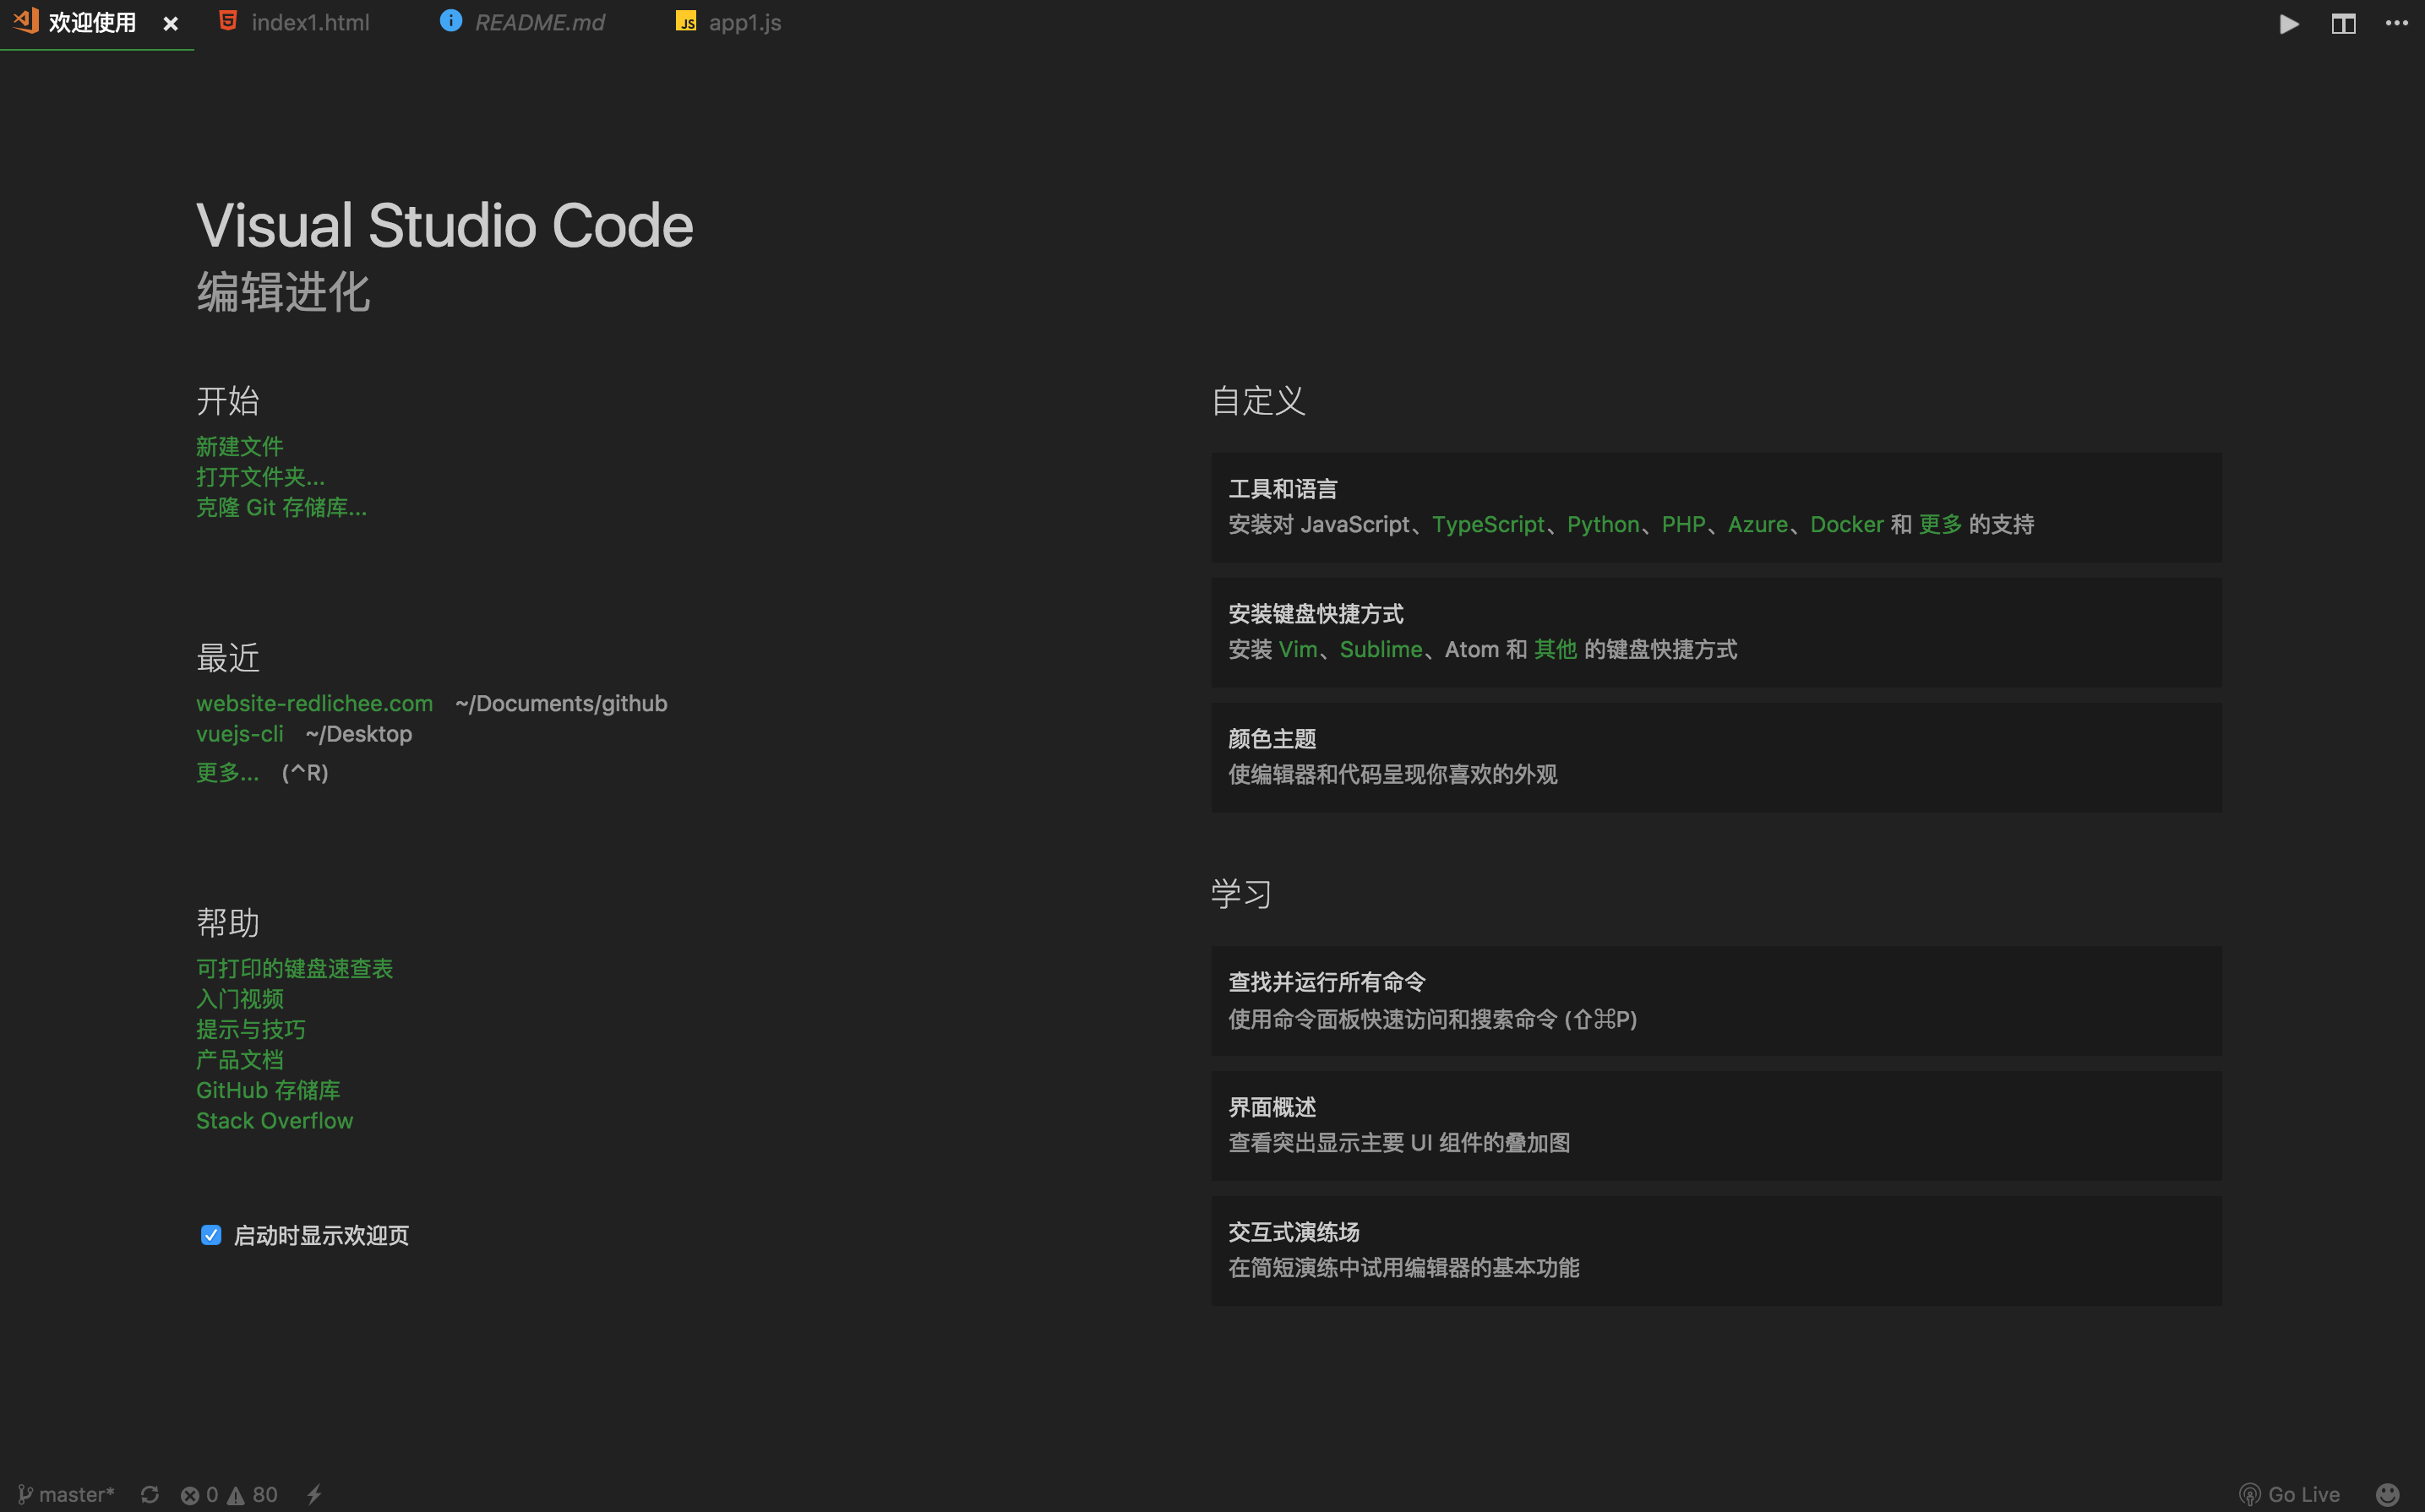 欢迎使用 index1.html README.md app1.js
Visual Studio Code
编辑进化
开始
新建文件
打开文件夹...
克隆 Git 存储库...
最近
website-redlichee.com ~/Documents/github
vuejs-cli ~/Desktop
更多... (^R)
帮助
可打印的键盘速查表
入门视频
提示与技巧
产品文档
GitHub 存储库
Stack Overflow
启动时显示欢迎页
自定义
工具和语言
安装对 JavaScript、TypeScript、Python、PHP、Azure、Docker 和 更多 的支持
安装键盘快捷方式
安装 Vim、Sublime、Atom 和 其他 的键盘快捷方式
颜色主题
使编辑器和代码呈现你喜欢的外观
学习
查找并运行所有命令
使用命令面板快速访问和搜索命令 (⇧⌘P)
界面概述
查看突出显示主要 UI 组件的叠加图
交互式演练场
在简短演练中试用编辑器的基本功能
master* 0 80 Go Live